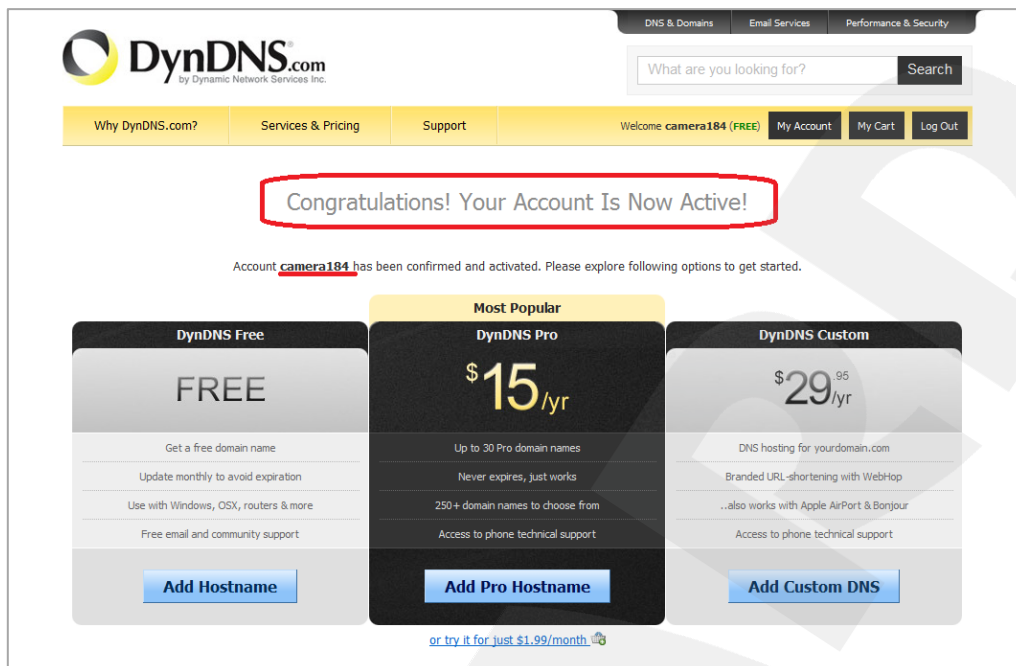 DNS & Domains Email Services Performance & Security
DynDNS.com
by Dynamic Network Services Inc.
What are you looking for? Search
Why DynDNS.com? Services & Pricing Support Welcome camera184 (FREE) My Account My Cart Log Out
Congratulations! Your Account Is Now Active!
Account camera184 has been confirmed and activated. Please explore following options to get started.
Most Popular
DynDNS Free DynDNS Pro DynDNS Custom
FREE $15/yr $29.95/yr
Get a free domain name Up to 30 Pro domain names DNS hosting for yourdomain.com
Update monthly to avoid expiration Never expires, just works Branded URL-shortening with WebHop
Use with Windows, OSX, routers & more 250+ domain names to choose from ..also works with Apple AirPort & Bonjour
Free email and community support Access to phone technical support Access to phone technical support
Add Hostname Add Pro Hostname Add Custom DNS
or try it for just $1.99/month